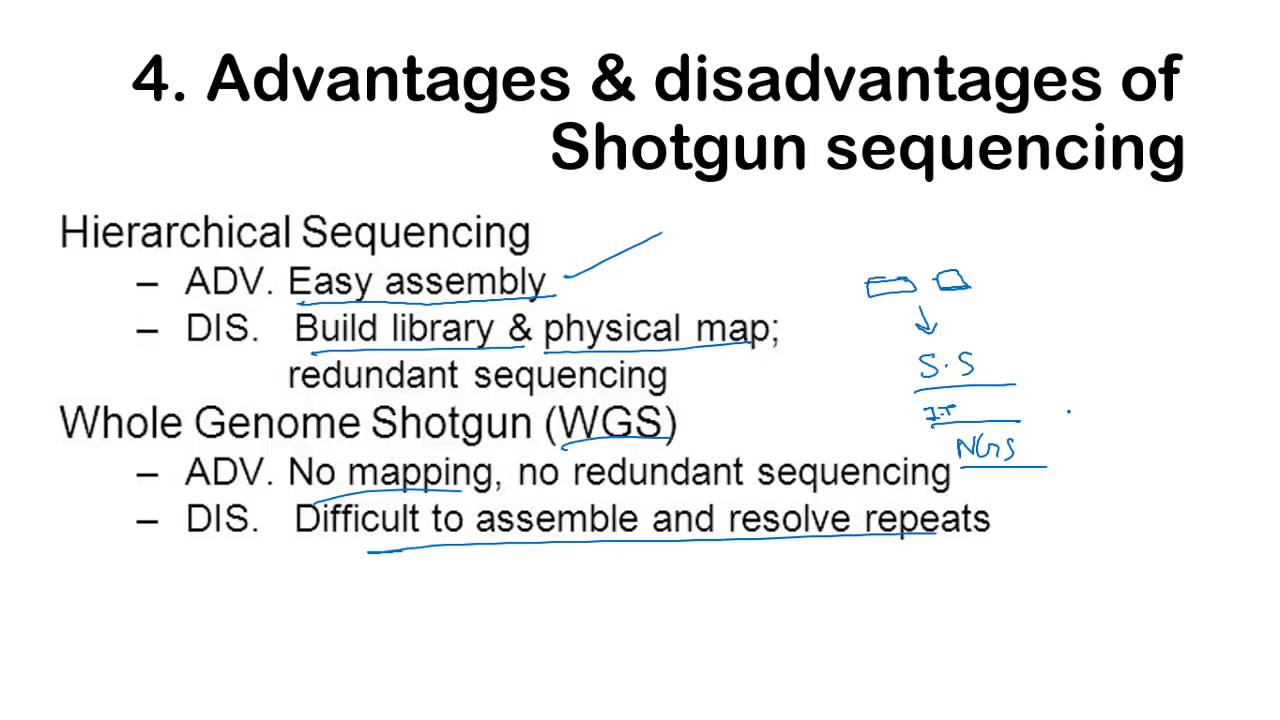 4. Advantages & disadvantages of
Shotgun sequencing
Hierarchical Sequencing
– ADV. Easy assembly
– DIS. Build library & physical map;
redundant sequencing
Whole Genome Shotgun (WGS)
– ADV. No mapping, no redundant sequencing
– DIS. Difficult to assemble and resolve repeats
S.S
I.T
NGS